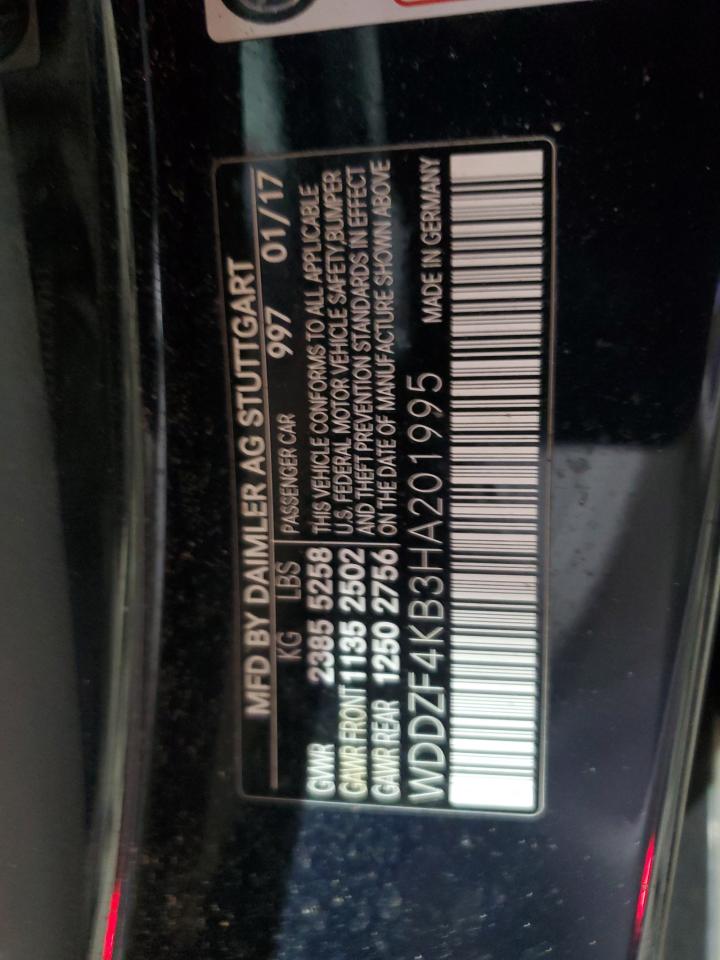 MFD BY DAIMLER AG STUTTGART
KG LBS PASSENGER CAR 997 01/17
GVWR 2385 5258 THIS VEHICLE CONFORMS TO ALL APPLICABLE
GAWR FRONT 1135 2502 U.S. FEDERAL MOTOR VEHICLE SAFETY,BUMPER
GAWR REAR 1250 2756 AND THEFT PREVENTION STANDARDS IN EFFECT
ON THE DATE OF MANUFACTURE SHOWN ABOVE
WDDZF4KB3HA201995 MADE IN GERMANY